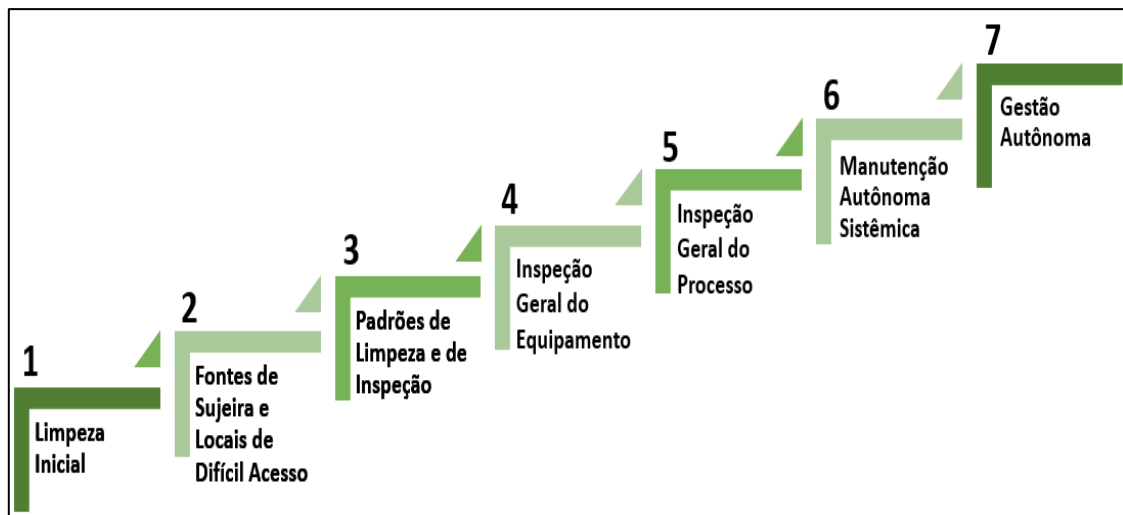 1
Limpeza
Inicial
2
Fontes de
Sujeira e
Locais de
Difícil Acesso
3
Padrões de
Limpeza e de
Inspeção
4
Inspeção
Geral do
Equipamento
5
Inspeção
Geral do
Processo
6
Manutenção
Autônoma
Sistêmica
7
Gestão
Autônoma